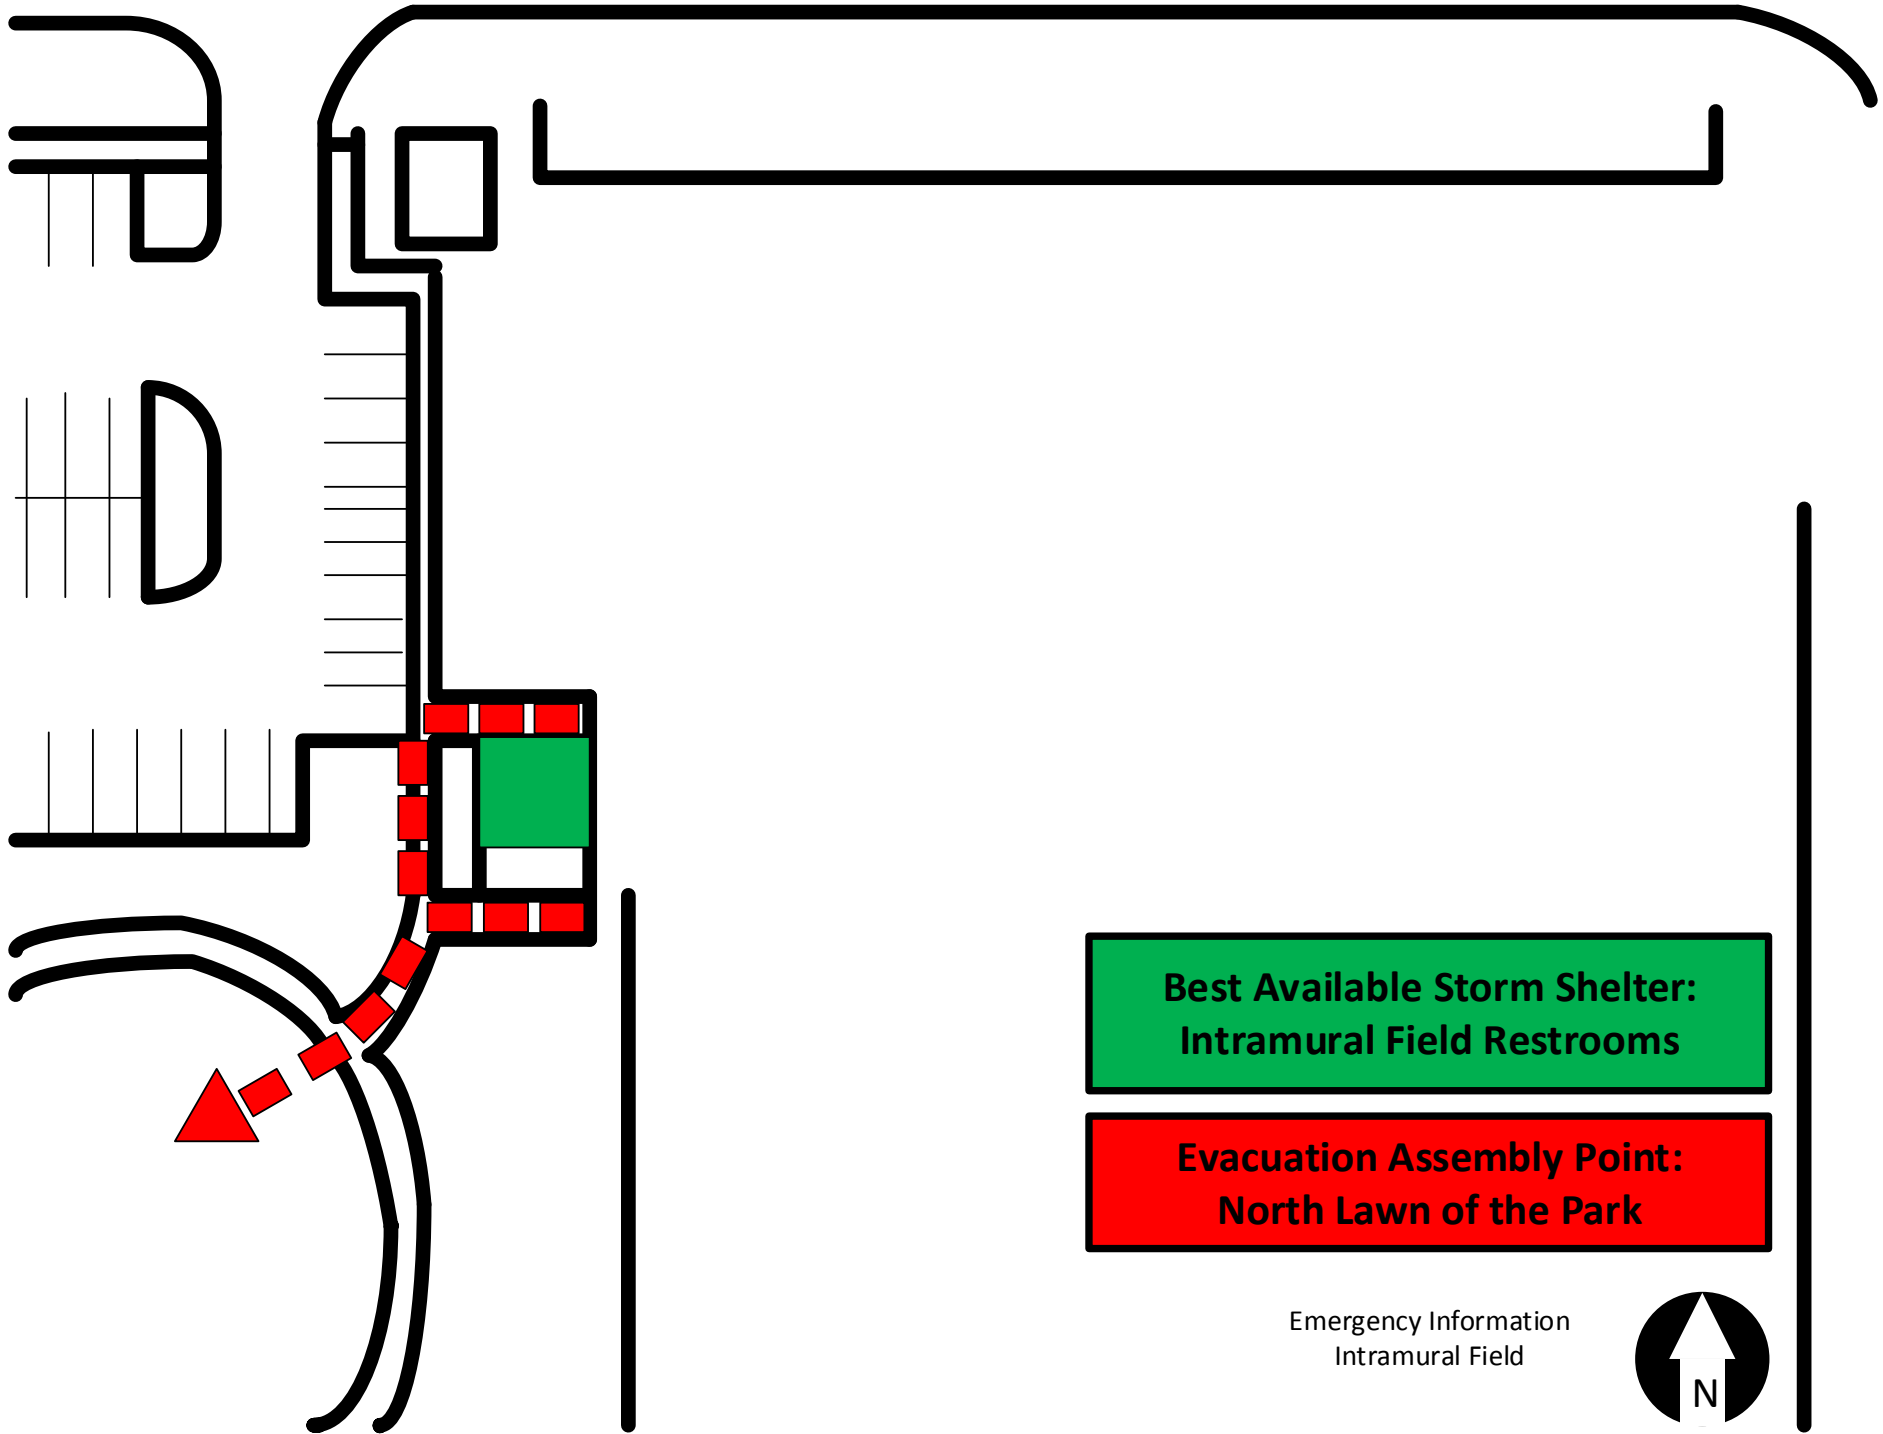 Best Available Storm Shelter:
Intramural Field Restrooms
Evacuation Assembly Point:
North Lawn of the Park
Emergency Information
Intramural Field
N